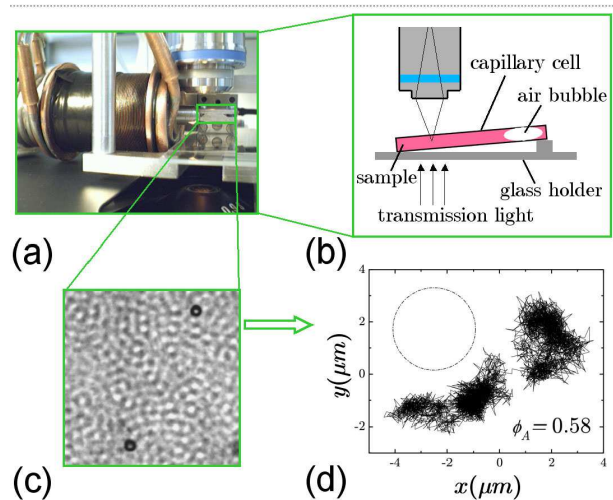 capillary cell
air bubble
sample
glass holder
transmission light
(a)
(b)
4
2
0
-2
y(μm)
ϕA = 0.58
-4 -2 0 2 4
x(μm)
(c)
(d)